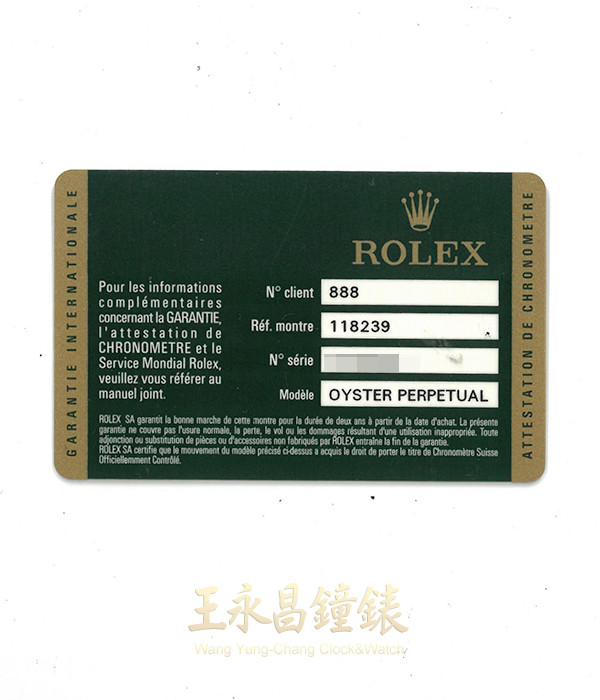 GARANTIE INTERNATIONALE
ROLEX
Pour les informations
complémentaires
concernant la GARANTIE,
l'attestation de
CHRONOMETRE et le
Service Mondial Rolex,
veuillez vous référer au
manuel joint.
N° client 888
Réf. montre 118239
N° série
Modèle OYSTER PERPETUAL
ROLEX SA garantit la bonne marche de cette montre pour la durée de deux ans à partir de la date d'achat. La présente
garantie ne couvre pas l'usure normale, la perte, le vol ou les dommages résultant d'une utilisation inappropriée. Toute
adjonction ou substitution de pièces ou d'accessoires non fabriqués par ROLEX entraîne la fin de la garantie.
ROLEX SA certifie que le mouvement du modèle précisé ci-dessus a acquis le droit de porter le titre de Chronomètre Suisse
Officiellemment Contrôlé.
ATTESTATION DE CHRONOMETRE
王永昌鐘錶
Wang Yung-Chang Clock&Watch